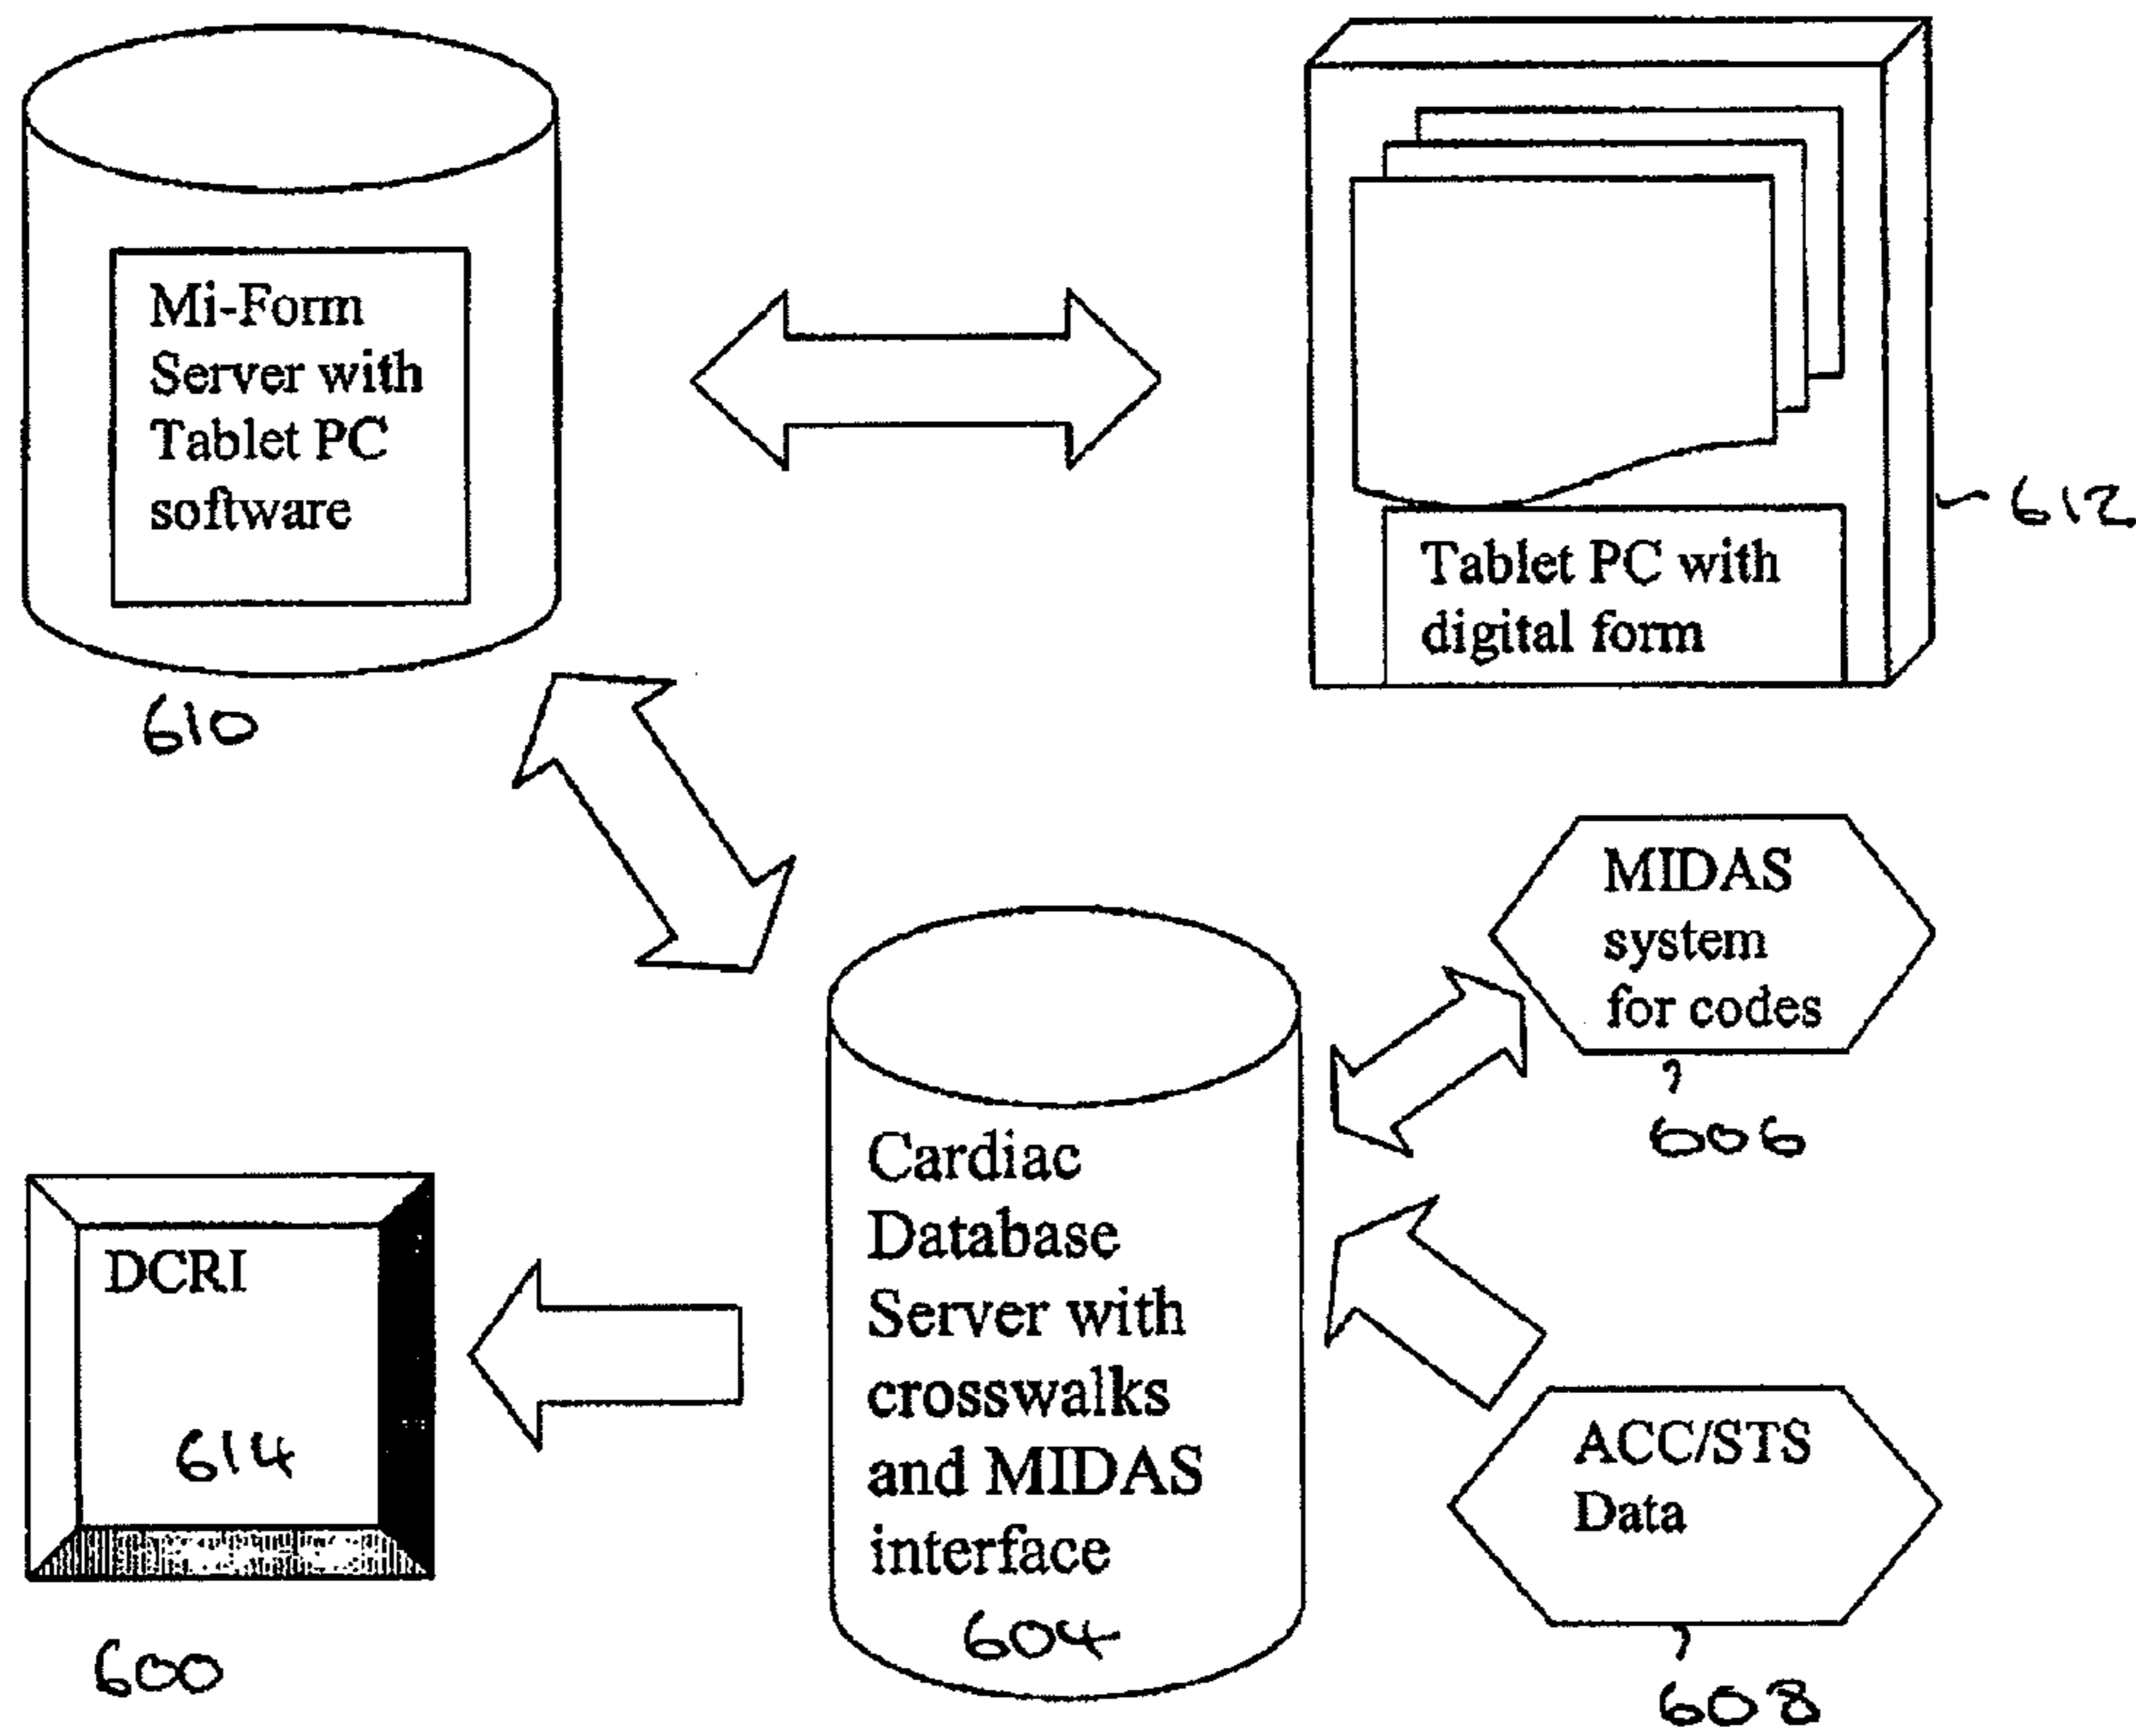 Mi-Form
Server with
Tablet PC
software
610
Tablet PC with
digital form
612
MIDAS
system
for codes
606
Cardiac
Database
Server with
crosswalks
and MIDAS
interface
604
DCRI
614
600
ACC/STS
Data
608